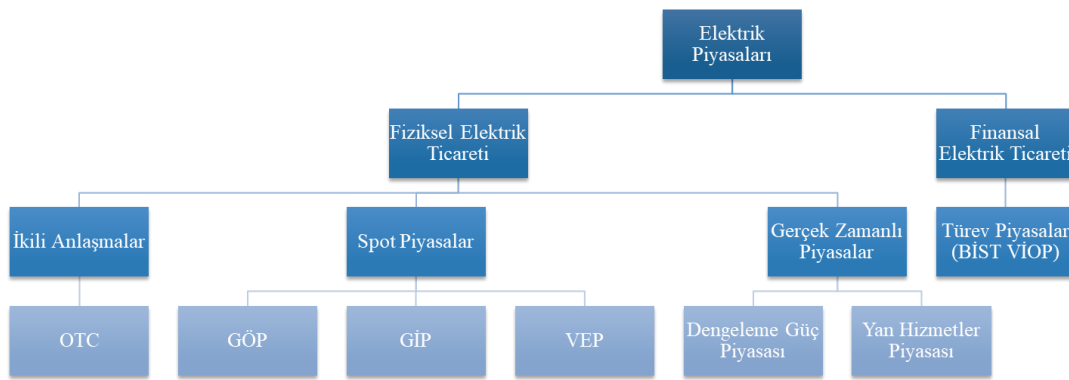 Elektrik
Piyasaları
Fiziksel Elektrik
Ticareti
Finansal
Elektrik Ticareti
İkili Anlaşmalar
Spot Piyasalar
Gerçek Zamanlı
Piyasalar
Türev Piyasalar
(BİST VİOP)
OTC
GÖP
GİP
VEP
Dengeleme Güç
Piyasası
Yan Hizmetler
Piyasası